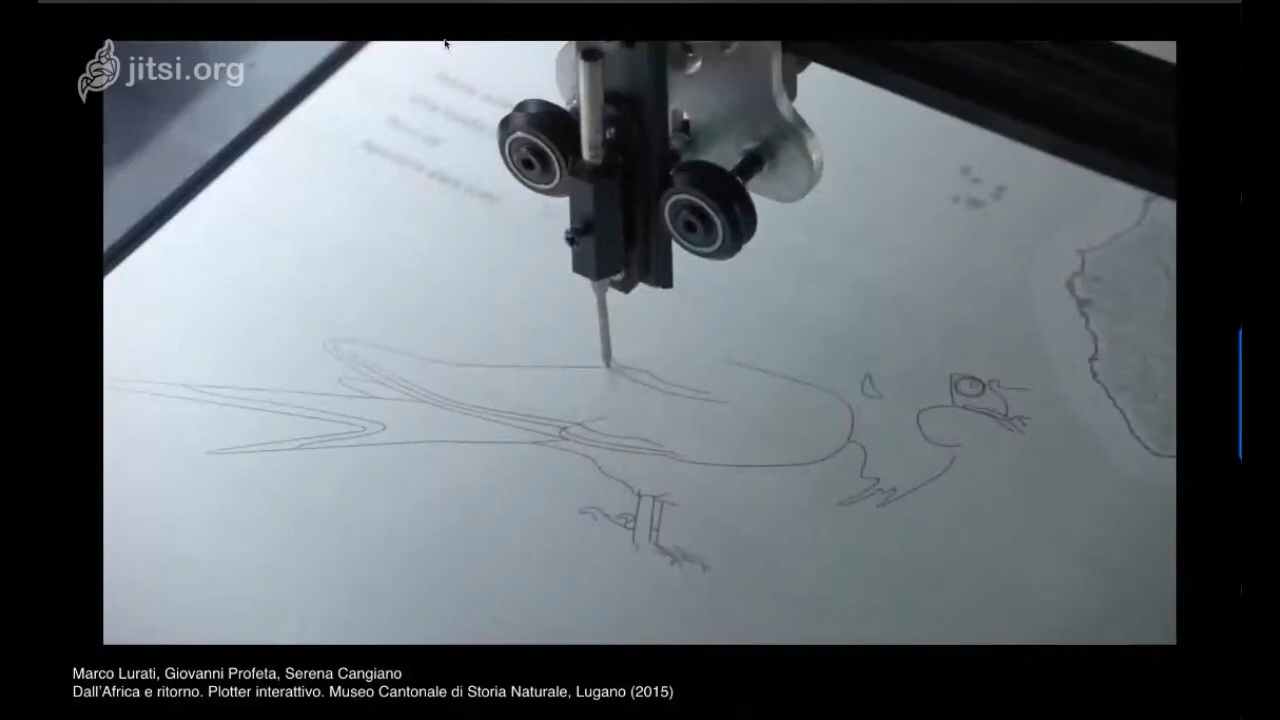 jitsi.org
Marco Lurati, Giovanni Profeta, Serena Cangiano
Dall'Africa e ritorno. Plotter interattivo. Museo Cantonale di Storia Naturale, Lugano (2015)